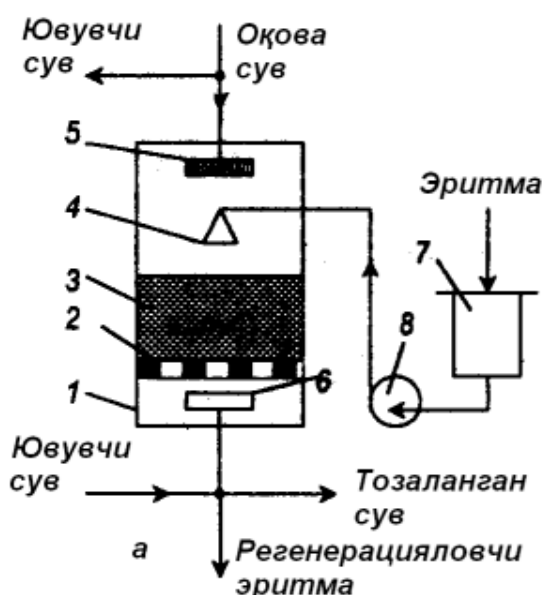 Ювувчи
сув
Оқова
сув
5
4
Эритма
7
3
8
2
6
1
Ювувчи
сув
Тозаланган
сув
а
Регенерацияловчи
эритма